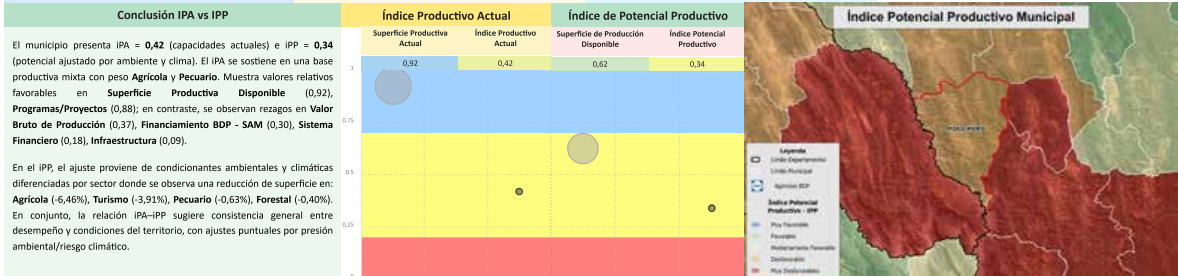 Conclusión IPA vs IPP
El municipio presenta iPA = 0,42 (capacidades actuales) e iPP = 0,34
(potencial ajustado por ambiente y clima). El iPA se sostiene en una base
productiva mixta con peso Agrícola y Pecuario. Muestra valores relativos
favorables en Superficie Productiva Disponible (0,92),
Programas/Proyectos (0,88); en contraste, se observan rezagos en Valor
Bruto de Producción (0,37), Financiamiento BDP - SAM (0,30), Sistema
Financiero (0,18), Infraestructura (0,09).
En el iPP, el ajuste proviene de condicionantes ambientales y climáticas
diferenciadas por sector donde se observa una reducción de superficie en:
Agrícola (-6,46%), Turismo (-3,91%), Pecuario (-0,63%), Forestal (-0,40%).
En conjunto, la relación iPA–iPP sugiere consistencia general entre
desempeño y condiciones del territorio, con ajustes puntuales por presión
ambiental/riesgo climático.
Índice Productivo Actual
Índice de Potencial Productivo
Superficie Productiva
Actual
Índice Productivo
Actual
Superficie de Producción
Disponible
Índice Potencial
Productivo
0,92
0,42
0,62
0,34
1
0.75
0.5
0.25
0
Índice Potencial Productivo Municipal
Leyenda
Límite Departamento
Límite Municipal
Agencias BDP
Índice Potencial
Productivo - IPP
Muy Favorable
Favorable
Medianamente Favorable
Desfavorable
Muy Desfavorable